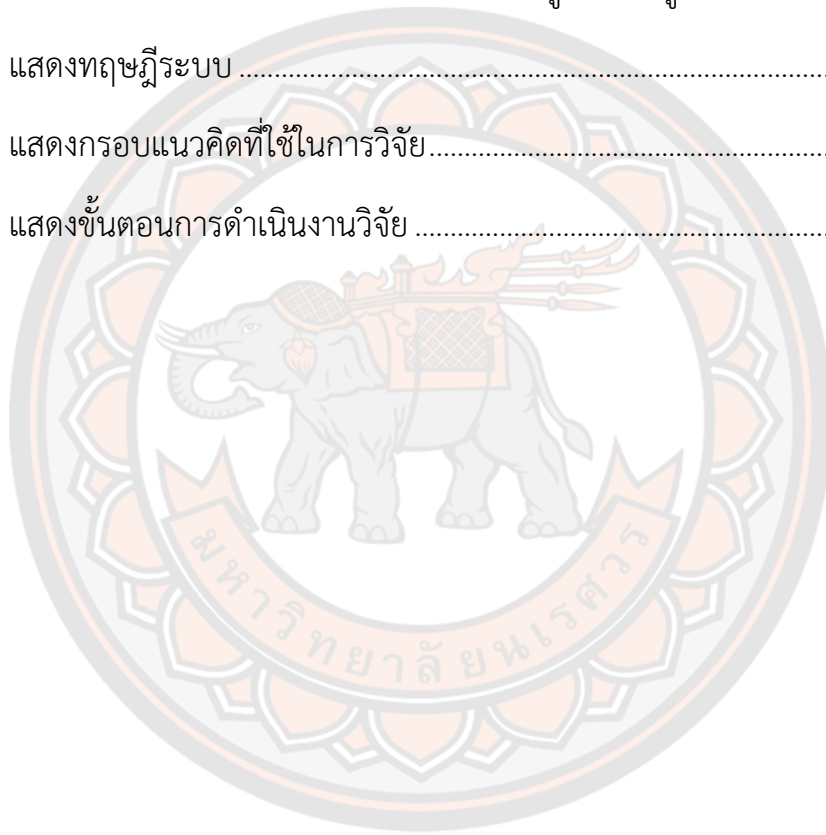 แสดงทฤษฎีระบบ ................................................................................
แสดงกรอบแนวคิดที่ใช้ในการวิจัย......................................................
แสดงขั้นตอนการดำเนินงานวิจัย ........................................................
มหาวิทยาลัยนเรศวร